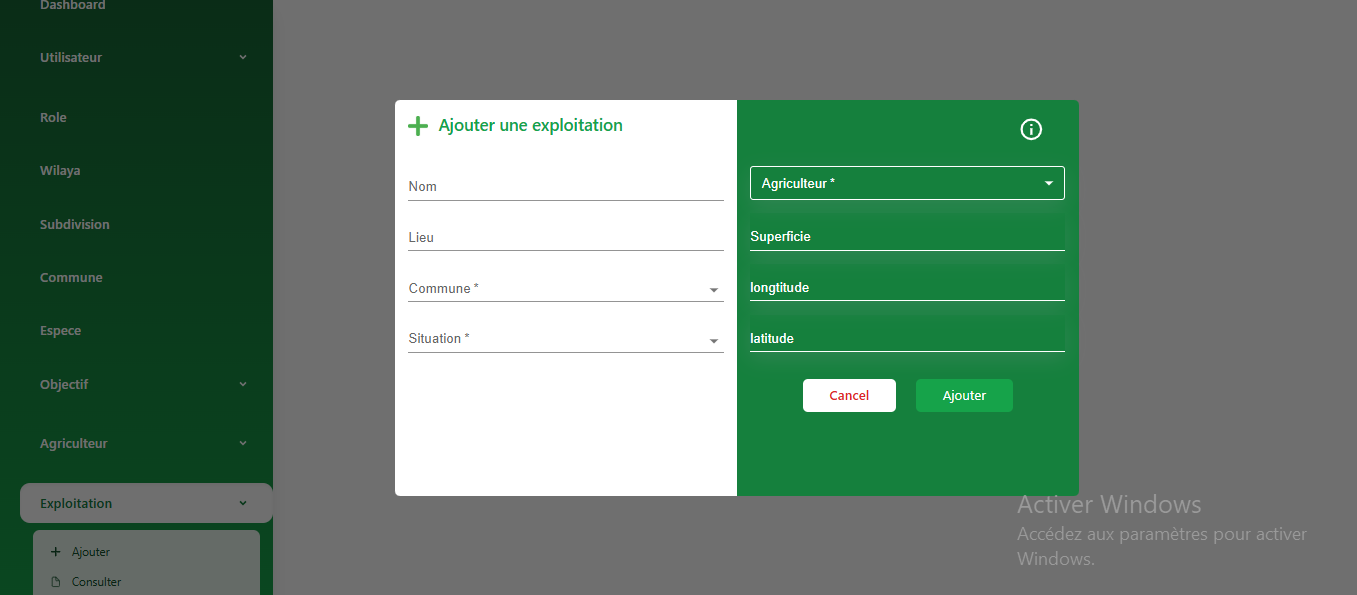 Dashboard
Utilisateur
Role
Wilaya
Subdivision
Commune
Espece
Objectif
Agriculteur
Exploitation
Ajouter
Consulter
Ajouter une exploitation
Nom
Lieu
Commune *
Situation *
Agriculteur *
Superficie
longtitude
latitude
Cancel
Ajouter
Activer Windows
Accédez aux paramètres pour activer
Windows.